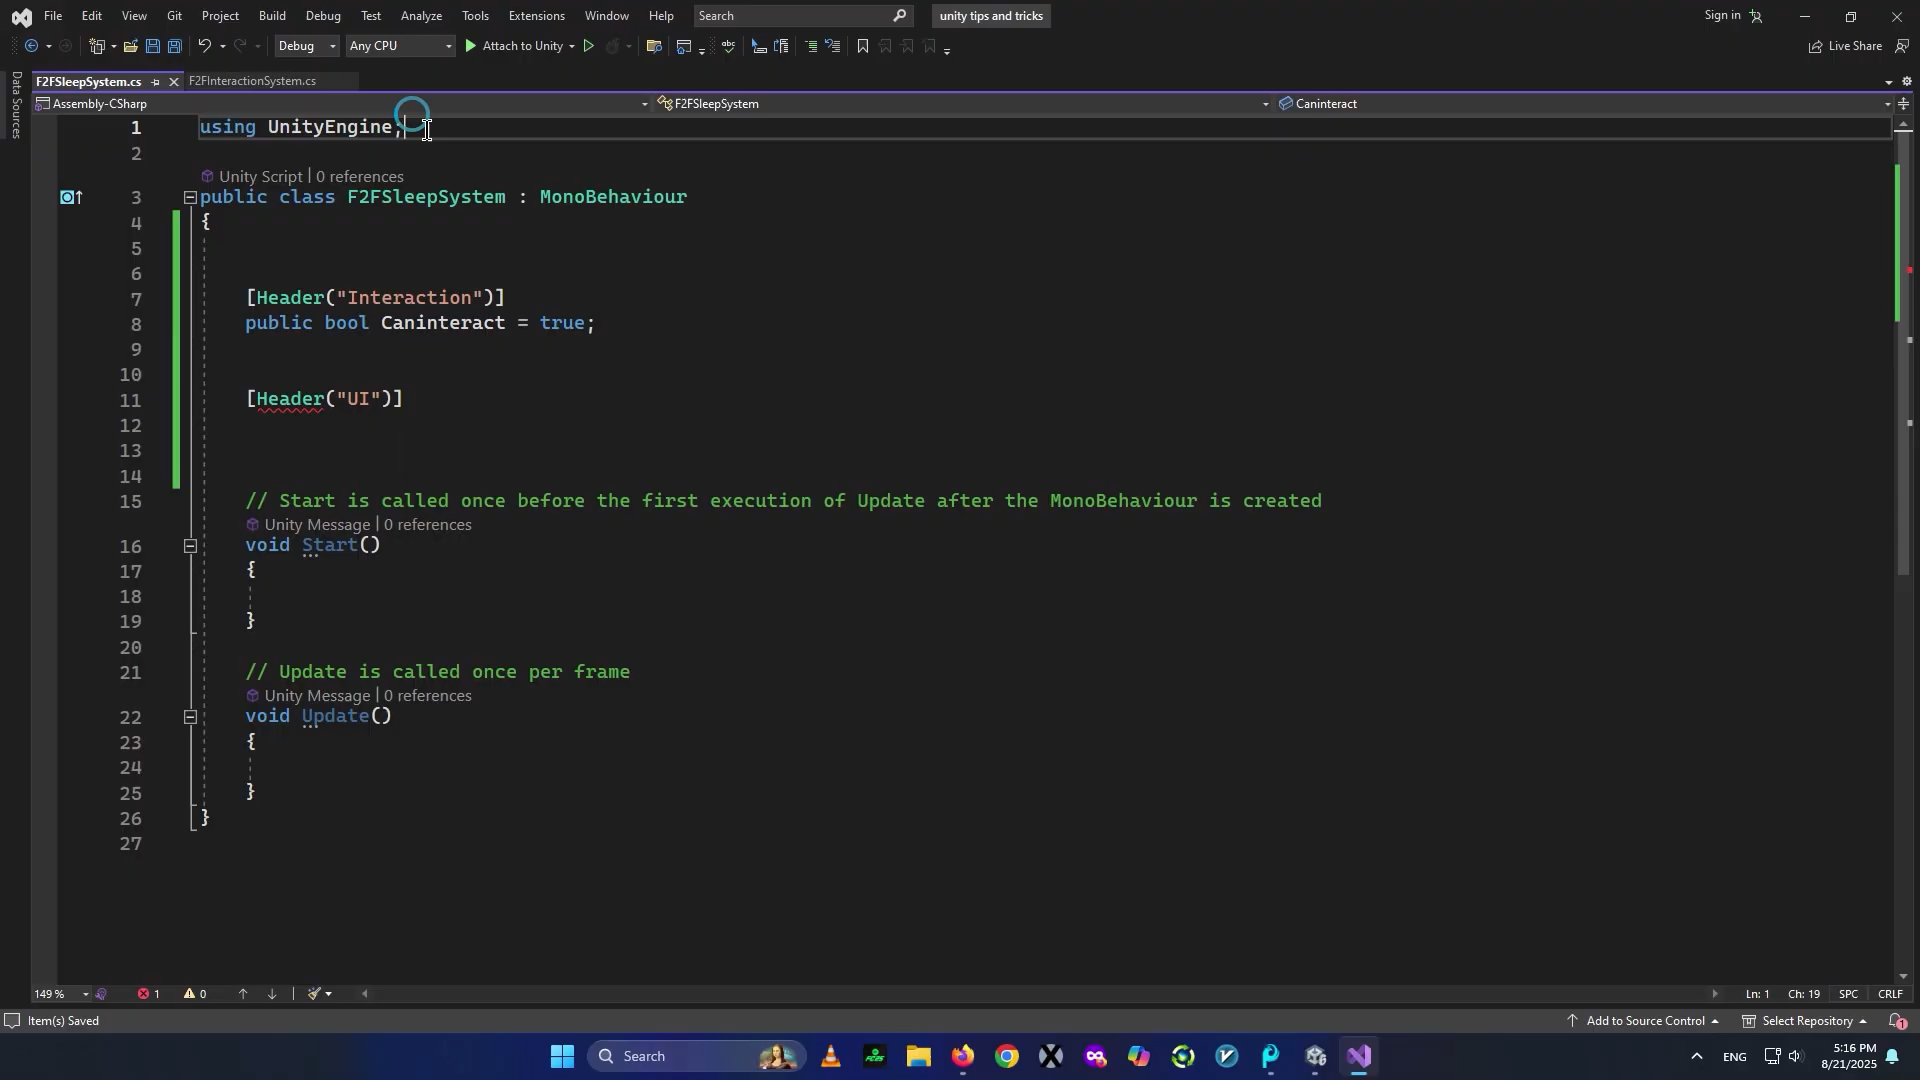 File Edit View Git Project Build Debug Test Analyze Tools Extensions Window Help Search unity tips and tricks Sign in
Debug Any CPU Attach to Unity Live Share
F2FSleepSystem.cs F2FInteractionSystem.cs
Data Sources
Assembly-CSharp F2FSleepSystem Caninteract
1 using UnityEngine;
2
Unity Script | 0 references
3 public class F2FSleepSystem : MonoBehaviour
4 {
5
6
7 [Header("Interaction")]
8 public bool Caninteract = true;
9
10
11 [Header("UI")]
12
13
14
15 // Start is called once before the first execution of Update after the MonoBehaviour is created
Unity Message | 0 references
16 void Start()
17 {
18
19 }
20
21 // Update is called once per frame
Unity Message | 0 references
22 void Update()
23 {
24
25 }
26 }
27
149 % 1 0 Ln: 1 Ch: 19 SPC CRLF
Item(s) Saved Add to Source Control Select Repository 1
Search ENG 5:16 PM
8/21/2025